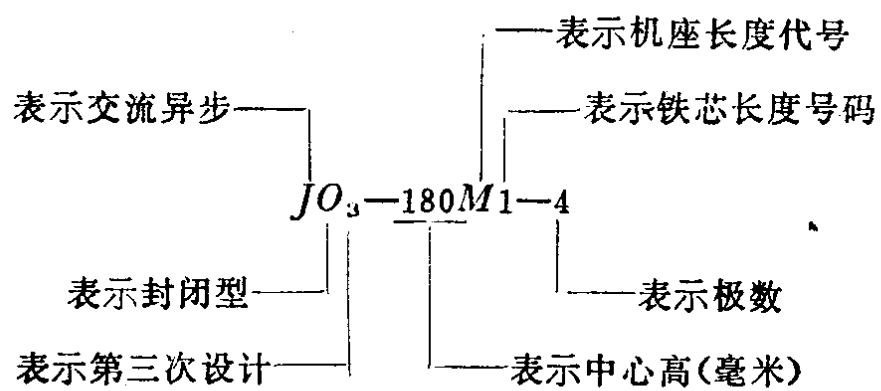 表示机座长度代号
表示交流异步
表示铁芯长度号码
JO₃—180M1—4
表示封闭型
表示极数
表示第三次设计
表示中心高(毫米)